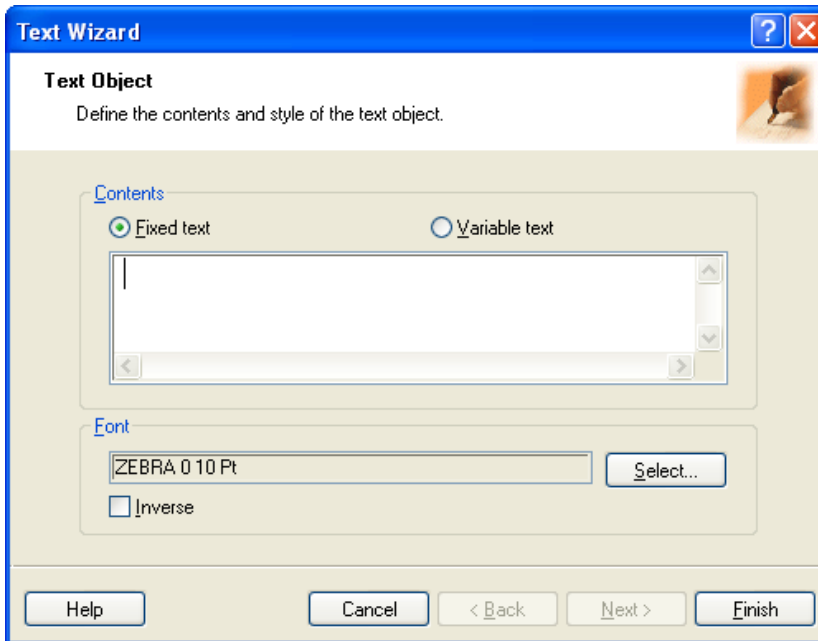 Text Wizard
Text Object
Define the contents and style of the text object.
Contents
Fixed text Variable text
Font
ZEBRA 0 10 Pt Select...
Inverse
Help Cancel < Back Next > Finish